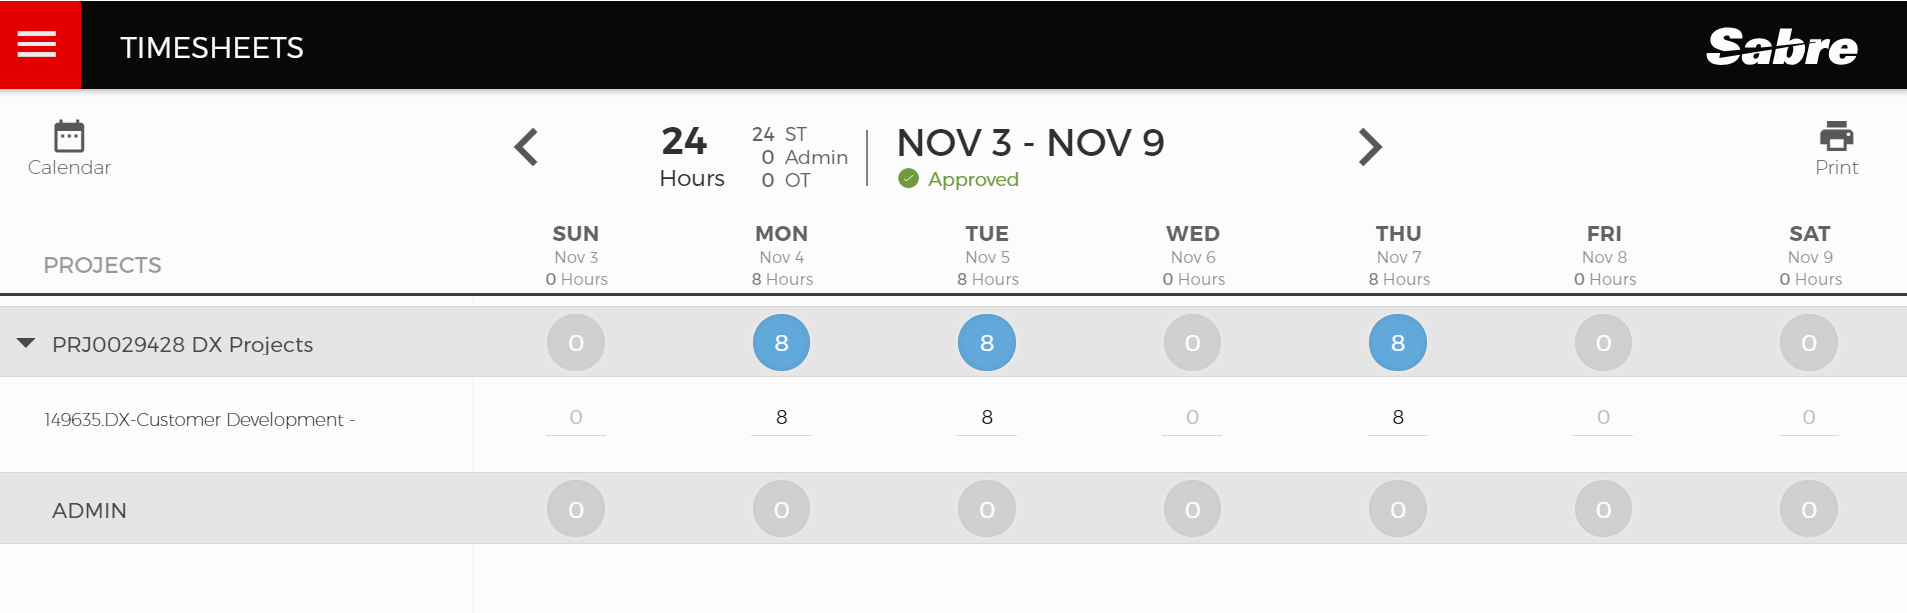 TIMESHEETS
Sabre
Calendar
24
Hours
24 ST
0 Admin
0 OT
NOV 3 - NOV 9
Approved
Print
PROJECTS
SUN MON TUE WED THU FRI SAT
Nov 3 Nov 4 Nov 5 Nov 6 Nov 7 Nov 8 Nov 9
0 Hours 8 Hours 8 Hours 0 Hours 8 Hours 0 Hours 0 Hours
PRJ0029428 DX Projects 0 8 8 0 8 0 0
149635.DX-Customer Development - 0 8 8 0 8 0 0
ADMIN 0 0 0 0 0 0 0